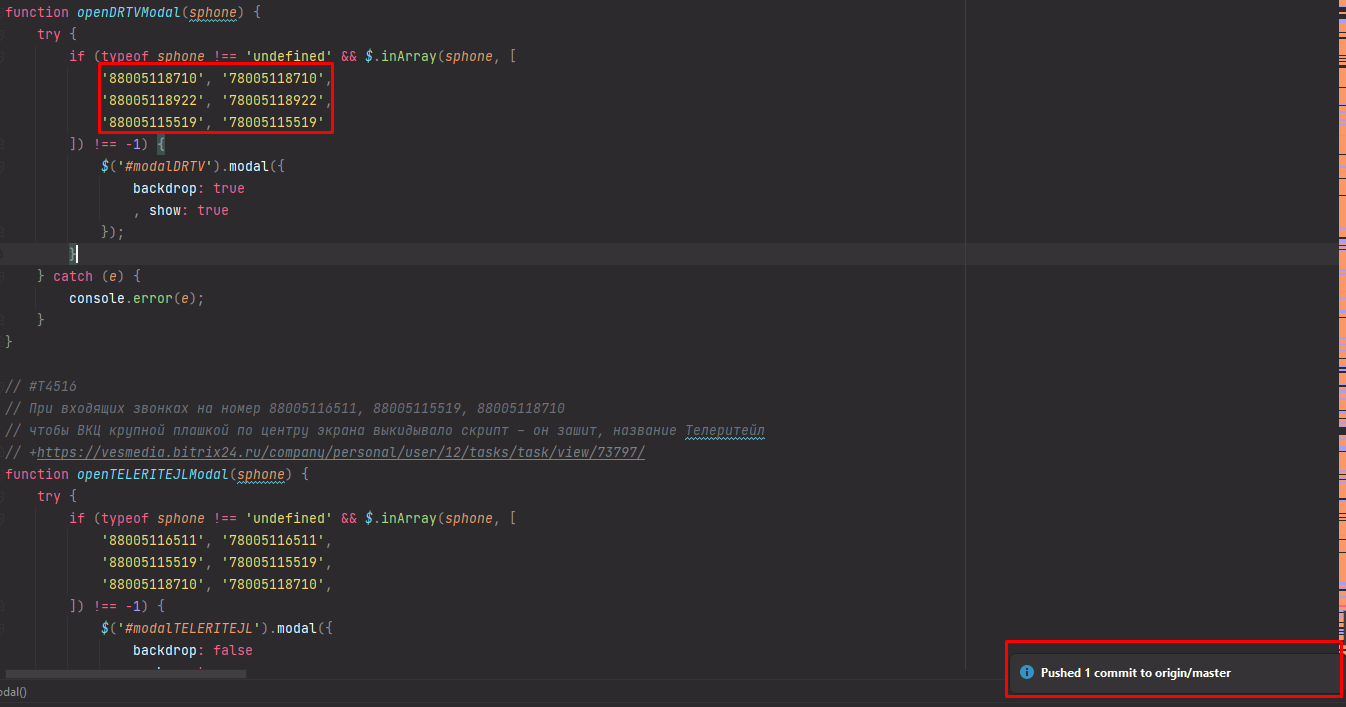 function openDRTVModal(sphone) {
try {
if (typeof sphone !== 'undefined' && $.inArray(sphone, [
'88005118710', '78005118710',
'88005118922', '78005118922',
'88005115519', '78005115519'
]) !== -1) {
$('#modalDRTV').modal({
backdrop: true
, show: true
});
}
} catch (e) {
console.error(e);
}
}
// #T4516
// При входящих звонках на номер 88005116511, 88005115519, 88005118710
// чтобы ВКЦ крупной плашкой по центру экрана выкидывало скрипт – он зашит, название Телеритейл
// +https://vesmedia.bitrix24.ru/company/personal/user/12/tasks/task/view/73797/
function openTELERITEJLModal(sphone) {
try {
if (typeof sphone !== 'undefined' && $.inArray(sphone, [
'88005116511', '78005116511',
'88005115519', '78005115519',
'88005118710', '78005118710',
]) !== -1) {
$('#modalTELERITEJL').modal({
backdrop: false
Pushed 1 commit to origin/master
odal()